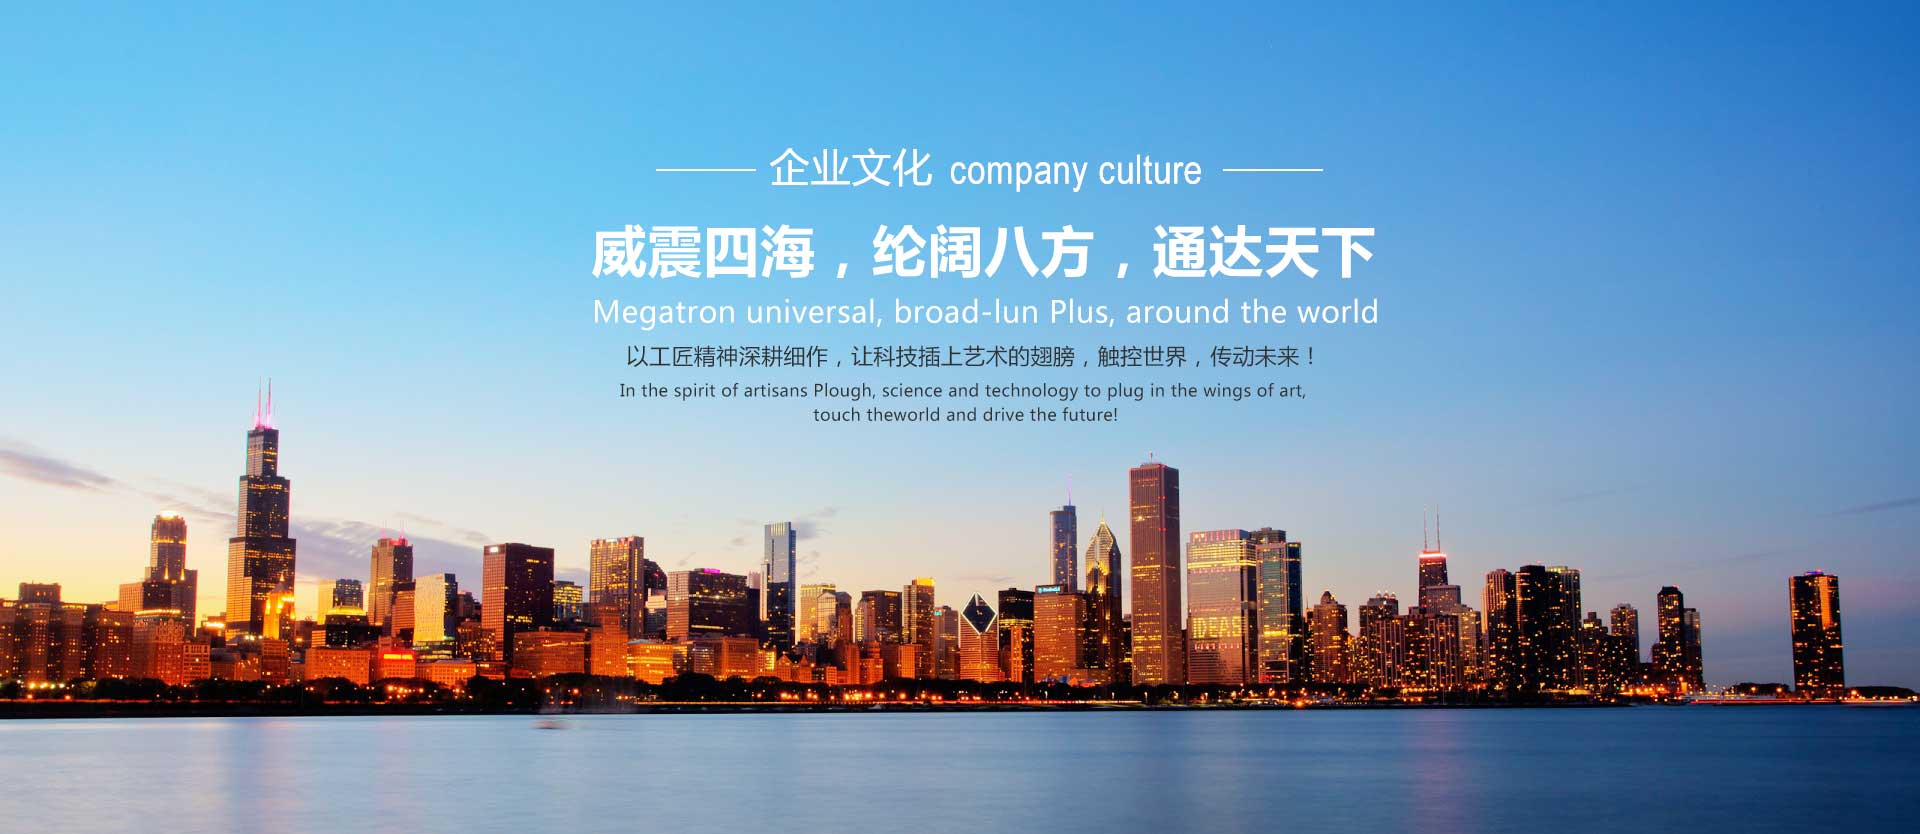 企业文化 company culture
威震四海，纶阔八方，通达天下
Megatron universal, broad-lun Plus, around the world
以工匠精神深耕细作，让科技插上艺术的翅膀，触控世界，传动未来！
In the spirit of artisans Plough, science and technology to plug in the wings of art,
touch theworld and drive the future!
IDEAS